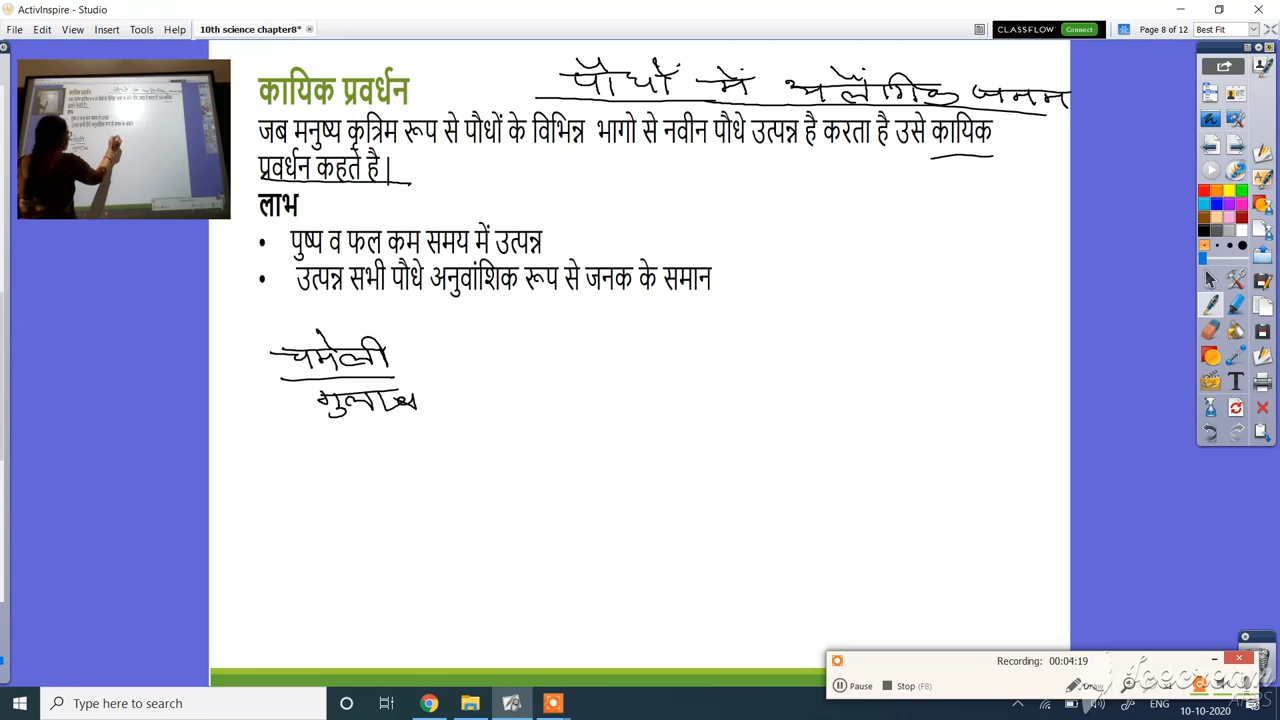 ActivInspire - Studio
File Edit View Insert Tools Help
10th science chapter8*
CLASSFLOW Connect
Page 8 of 12
Best Fit
पौधों में अलैंगिक जनन
कायिक प्रवर्धन
जब मनुष्य कृत्रिम रूप से पौधों के विभिन्न भागो से नवीन पौधे उत्पन्न है करता है उसे कायिक
प्रवर्धन कहते है।
लाभ
• पुष्प व फल कम समय में उत्पन्न
• उत्पन्न सभी पौधे अनुवांशिक रूप से जनक के समान
चमेली
गुलाब
Recording: 00:04:19
Pause Stop (F8) Draw
Icecream
APPS
Type here to search
ENG
10-10-2020